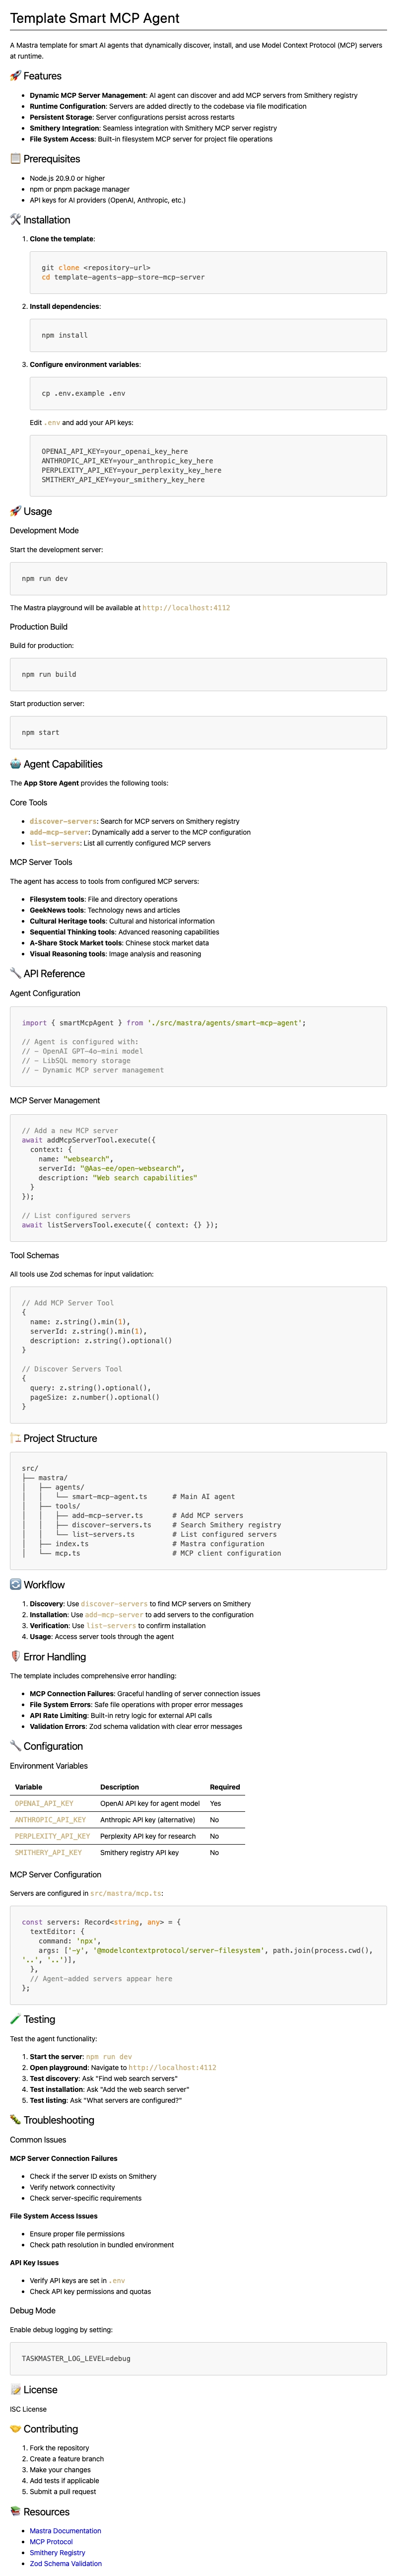 Template Smart MCP Agent
A Mastra template for smart AI agents that dynamically discover, install, and use Model Context Protocol (MCP) servers
at runtime.
🚀 Features
• Dynamic MCP Server Management: AI agent can discover and add MCP servers from Smithery registry
• Runtime Configuration: Servers are added directly to the codebase via file modification
• Persistent Storage: Server configurations persist across restarts
• Smithery Integration: Seamless integration with Smithery MCP server registry
• File System Access: Built-in filesystem MCP server for project file operations
📋 Prerequisites
• Node.js 20.9.0 or higher
• npm or pnpm package manager
• API keys for AI providers (OpenAI, Anthropic, etc.)
🛠️ Installation
1. Clone the template:
git clone <repository-url>
cd template-agents-app-store-mcp-server
2. Install dependencies:
npm install
3. Configure environment variables:
cp .env.example .env
Edit .env and add your API keys:
OPENAI_API_KEY=your_openai_key_here
ANTHROPIC_API_KEY=your_anthropic_key_here
PERPLEXITY_API_KEY=your_perplexity_key_here
SMITHERY_API_KEY=your_smithery_key_here
🚀 Usage
Development Mode
Start the development server:
npm run dev
The Mastra playground will be available at http://localhost:4112
Production Build
Build for production:
npm run build
Start production server:
npm start
🤖 Agent Capabilities
The App Store Agent provides the following tools:
Core Tools
• discover-servers: Search for MCP servers on Smithery registry
• add-mcp-server: Dynamically add a server to the MCP configuration
• list-servers: List all currently configured MCP servers
MCP Server Tools
The agent has access to tools from configured MCP servers:
• Filesystem tools: File and directory operations
• GeekNews tools: Technology news and articles
• Cultural Heritage tools: Cultural and historical information
• Sequential Thinking tools: Advanced reasoning capabilities
• A-Share Stock Market tools: Chinese stock market data
• Visual Reasoning tools: Image analysis and reasoning
🔧 API Reference
Agent Configuration
import { smartMcpAgent } from './src/mastra/agents/smart-mcp-agent';
// Agent is configured with:
// - OpenAI GPT-4o-mini model
// - LibSQL memory storage
// - Dynamic MCP server management
MCP Server Management
// Add a new MCP server
await addMcpServerTool.execute({
  context: {
    name: "websearch",
    serverId: "@Aas-ee/open-websearch",
    description: "Web search capabilities"
  }
});
// List configured servers
await listServersTool.execute({ context: {} });
Tool Schemas
All tools use Zod schemas for input validation:
// Add MCP Server Tool
{
  name: z.string().min(1),
  serverId: z.string().min(1),
  description: z.string().optional()
}
// Discover Servers Tool
{
  query: z.string().optional(),
  pageSize: z.number().optional()
}
🏗️ Project Structure
src/
├── mastra/
│   ├── agents/
│   │   └── smart-mcp-agent.ts      # Main AI agent
│   ├── tools/
│   │   ├── add-mcp-server.ts       # Add MCP servers
│   │   ├── discover-servers.ts     # Search Smithery registry
│   │   └── list-servers.ts         # List configured servers
│   ├── index.ts                    # Mastra configuration
│   └── mcp.ts                      # MCP client configuration
🔄 Workflow
1. Discovery: Use discover-servers to find MCP servers on Smithery
2. Installation: Use add-mcp-server to add servers to the configuration
3. Verification: Use list-servers to confirm installation
4. Usage: Access server tools through the agent
🛡️ Error Handling
The template includes comprehensive error handling:
• MCP Connection Failures: Graceful handling of server connection issues
• File System Errors: Safe file operations with proper error messages
• API Rate Limiting: Built-in retry logic for external API calls
• Validation Errors: Zod schema validation with clear error messages
🔧 Configuration
Environment Variables
Variable Description Required
OPENAI_API_KEY OpenAI API key for agent model Yes
ANTHROPIC_API_KEY Anthropic API key (alternative) No
PERPLEXITY_API_KEY Perplexity API key for research No
SMITHERY_API_KEY Smithery registry API key No
MCP Server Configuration
Servers are configured in src/mastra/mcp.ts:
const servers: Record<string, any> = {
  textEditor: {
    command: 'npx',
    args: ['-y', '@modelcontextprotocol/server-filesystem', path.join(process.cwd(),
'..', '..')],
  },
  // Agent-added servers appear here
};
🧪 Testing
Test the agent functionality:
1. Start the server: npm run dev
2. Open playground: Navigate to http://localhost:4112
3. Test discovery: Ask "Find web search servers"
4. Test installation: Ask "Add the web search server"
5. Test listing: Ask "What servers are configured?"
🐛 Troubleshooting
Common Issues
MCP Server Connection Failures
• Check if the server ID exists on Smithery
• Verify network connectivity
• Check server-specific requirements
File System Access Issues
• Ensure proper file permissions
• Check path resolution in bundled environment
API Key Issues
• Verify API keys are set in .env
• Check API key permissions and quotas
Debug Mode
Enable debug logging by setting:
TASKMASTER_LOG_LEVEL=debug
📝 License
ISC License
🤝 Contributing
1. Fork the repository
2. Create a feature branch
3. Make your changes
4. Add tests if applicable
5. Submit a pull request
📚 Resources
• Mastra Documentation
• MCP Protocol
• Smithery Registry
• Zod Schema Validation